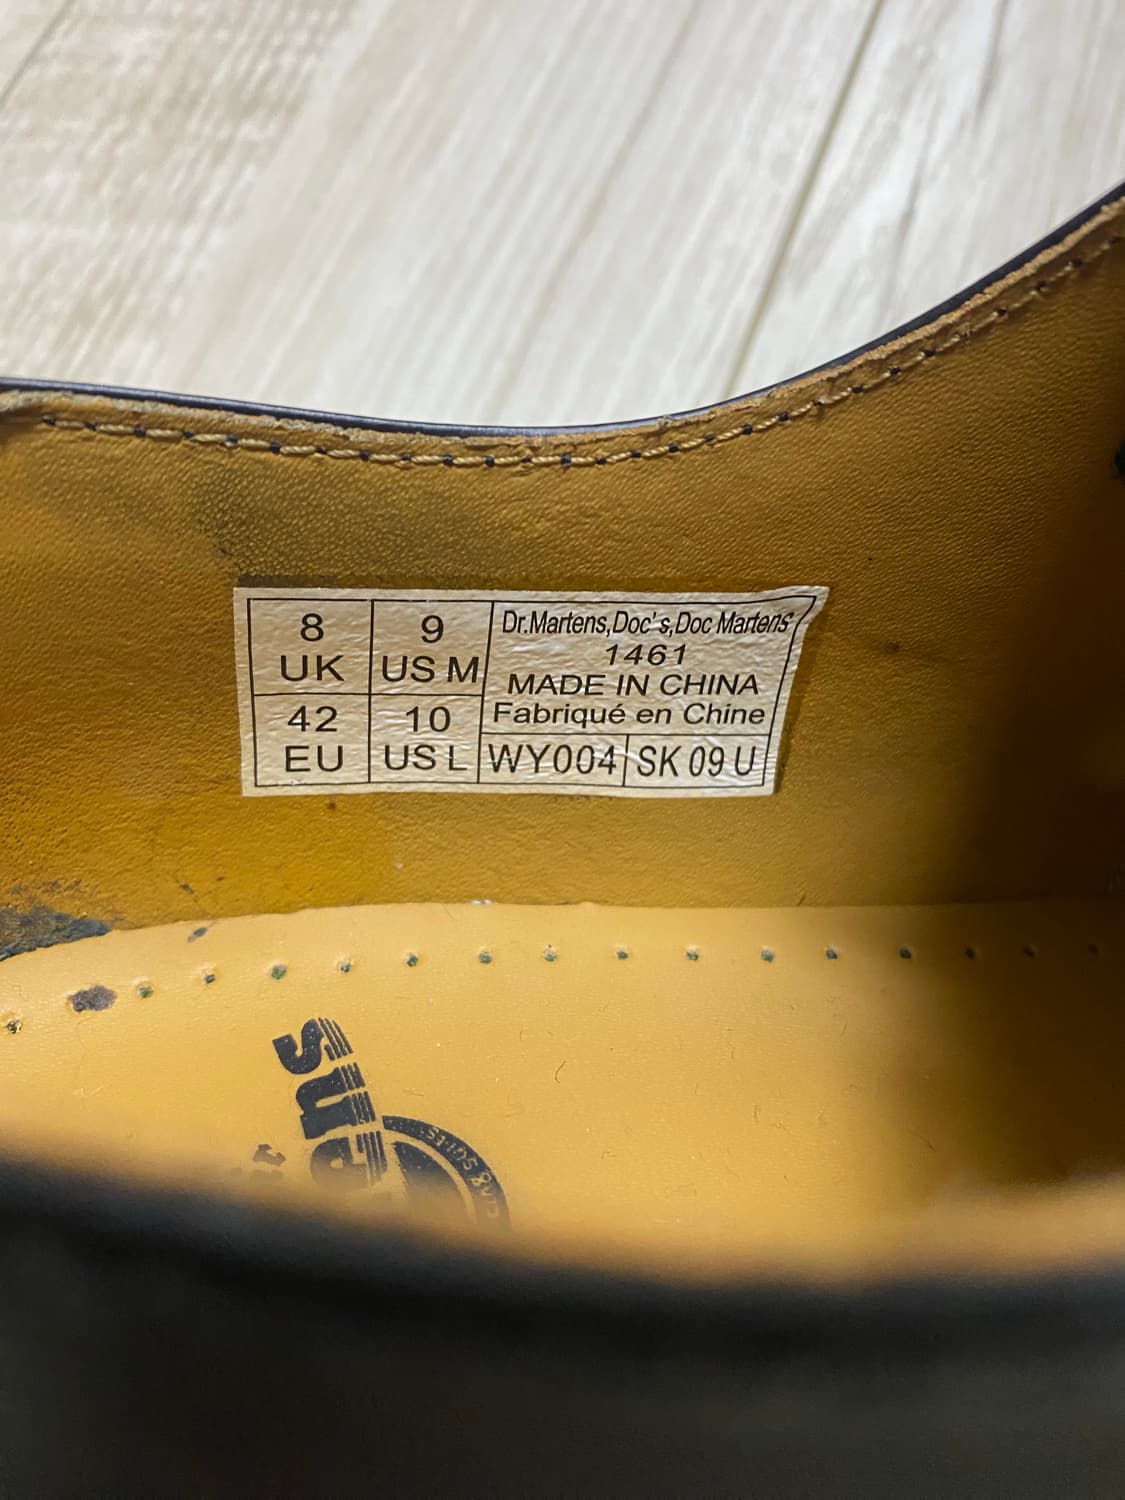 8
UK
9
US M
42
EU
10
US L
Dr.Martens,Doc's,Doc Martens
1461
MADE IN CHINA
Fabriqué en Chine
WY004
SK 09 U